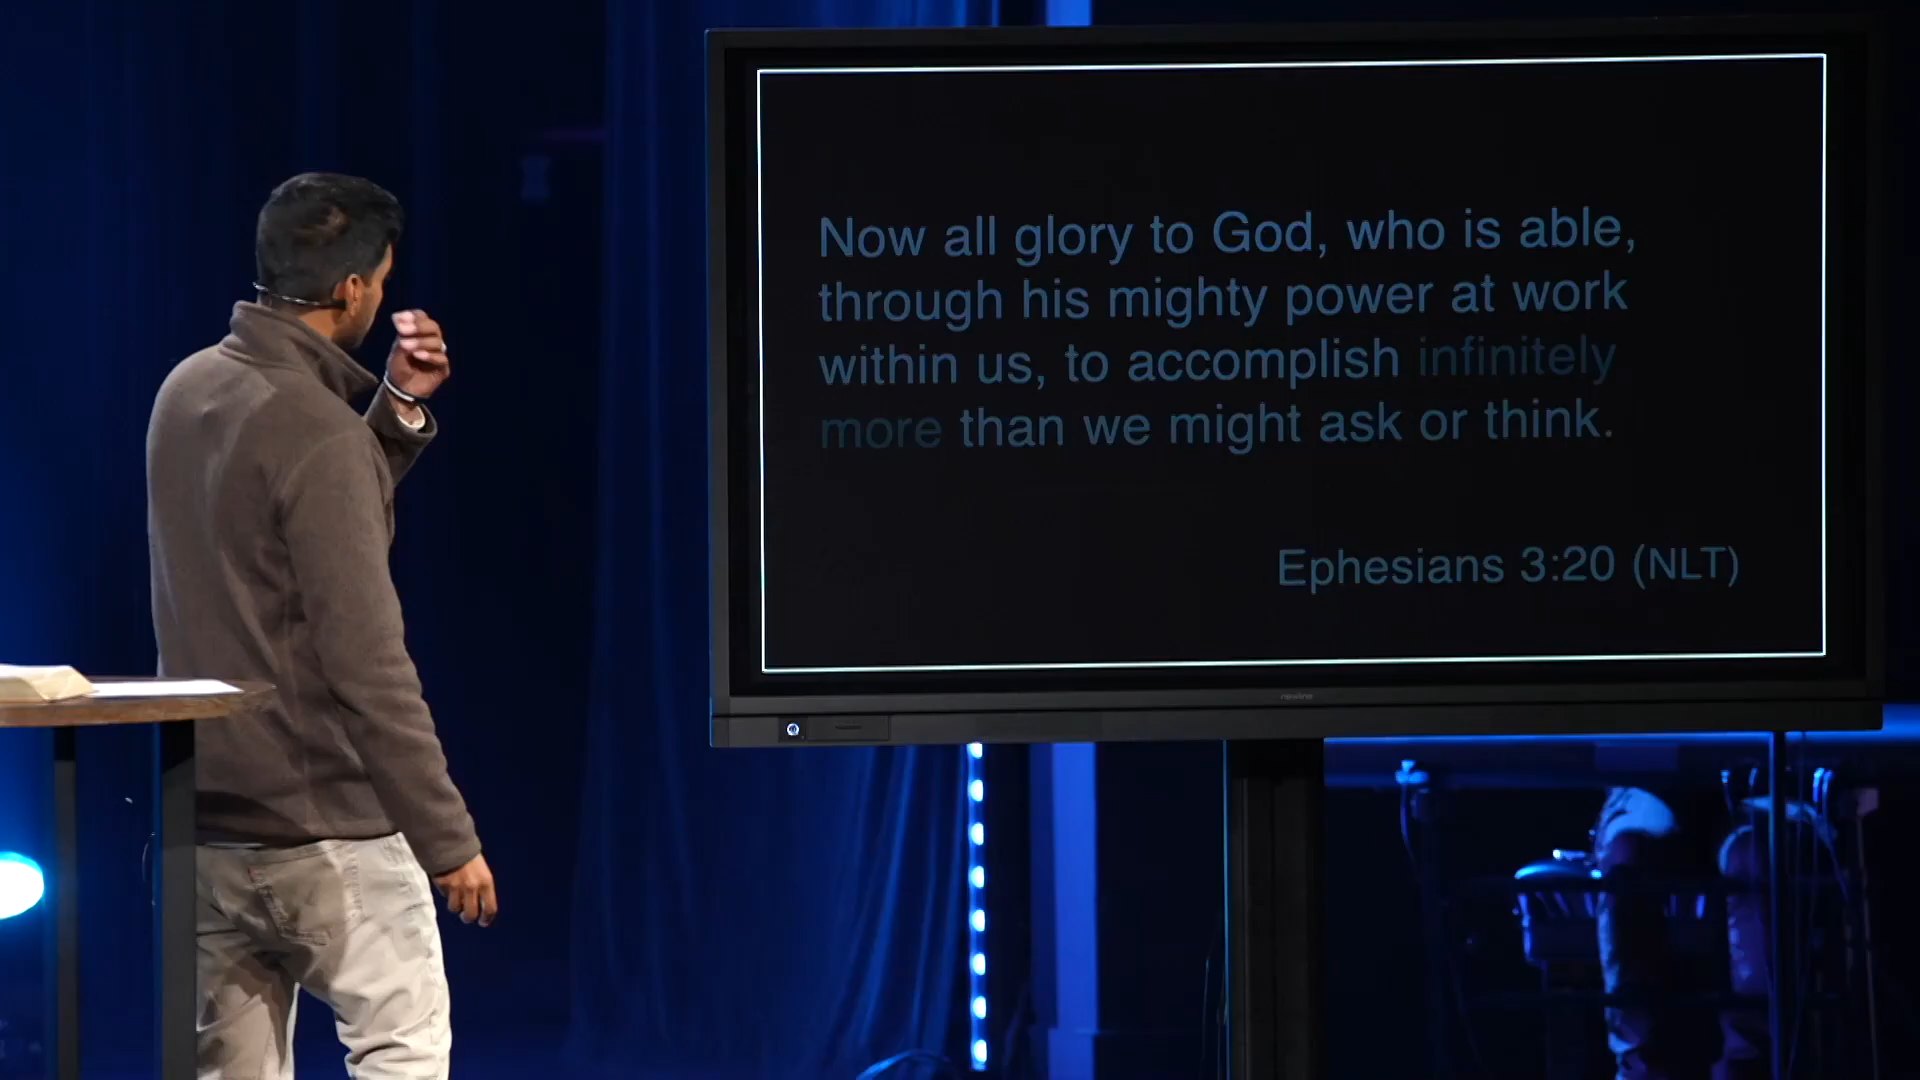 Now all glory to God, who is able,
through his mighty power at work
within us, to accomplish infinitely
more than we might ask or think.
Ephesians 3:20 (NLT)
newline